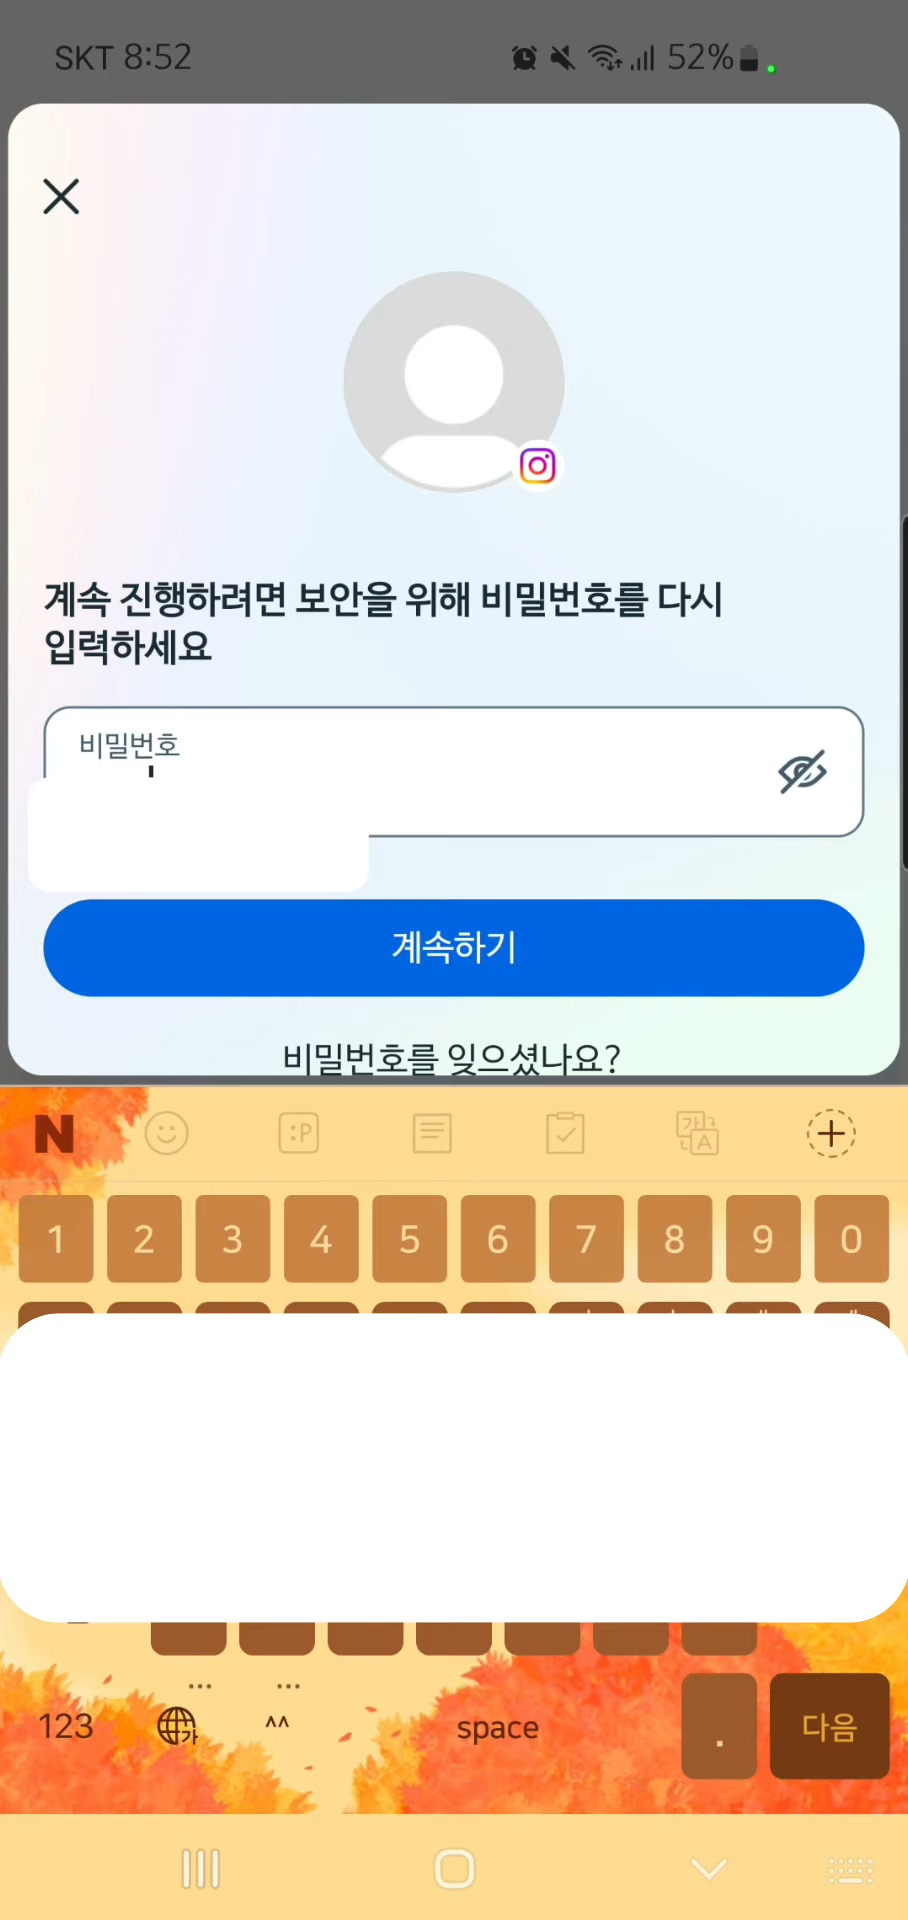 SKT 8:52
52%
계속 진행하려면 보안을 위해 비밀번호를 다시
입력하세요
비밀번호
계속하기
비밀번호를 잊으셨나요?
N
:P
가 A
1 2 3 4 5 6 7 8 9 0
123 가 ^^ space . 다음